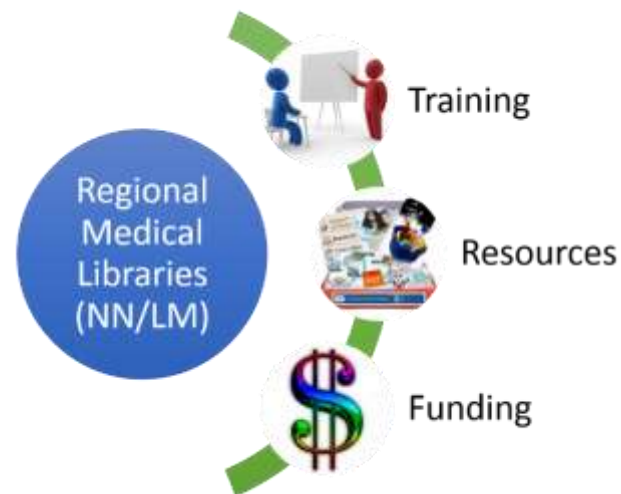 Regional
Medical
Libraries
(NN/LM)
Training
Resources
Funding